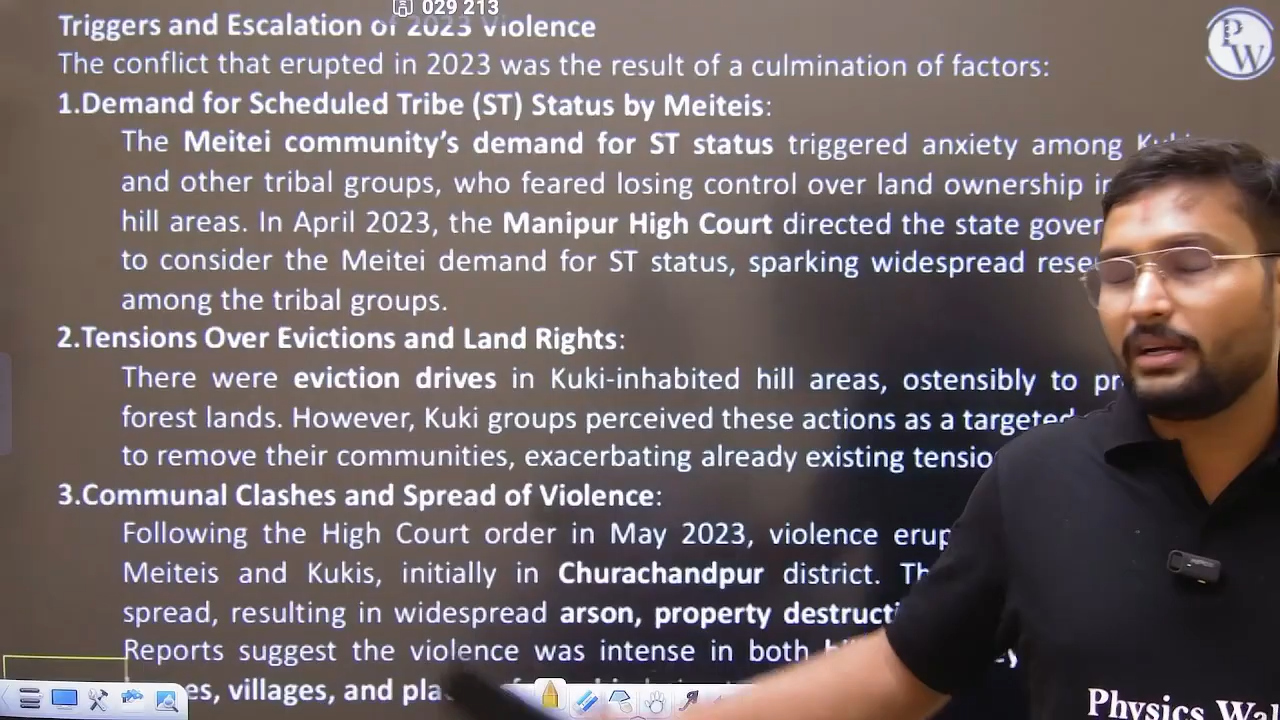 029 213
Triggers and Escalation of 2023 Violence
The conflict that erupted in 2023 was the result of a culmination of factors:
1.Demand for Scheduled Tribe (ST) Status by Meiteis:
The Meitei community's demand for ST status triggered anxiety among
and other tribal groups, who feared losing control over land ownership
hill areas. In April 2023, the Manipur High Court directed the state
to consider the Meitei demand for ST status, sparking widespread
among the tribal groups.
2.Tensions Over Evictions and Land Rights:
There were eviction drives in Kuki-inhabited hill areas, ostensibly to
forest lands. However, Kuki groups perceived these actions as a targeted
to remove their communities, exacerbating already existing
3.Communal Clashes and Spread of Violence:
Following the High Court order in May 2023, violence
Meiteis and Kukis, initially in Churachandpur district.
spread, resulting in widespread arson, property
Reports suggest the violence was intense in both
villages, and
PW
Physics